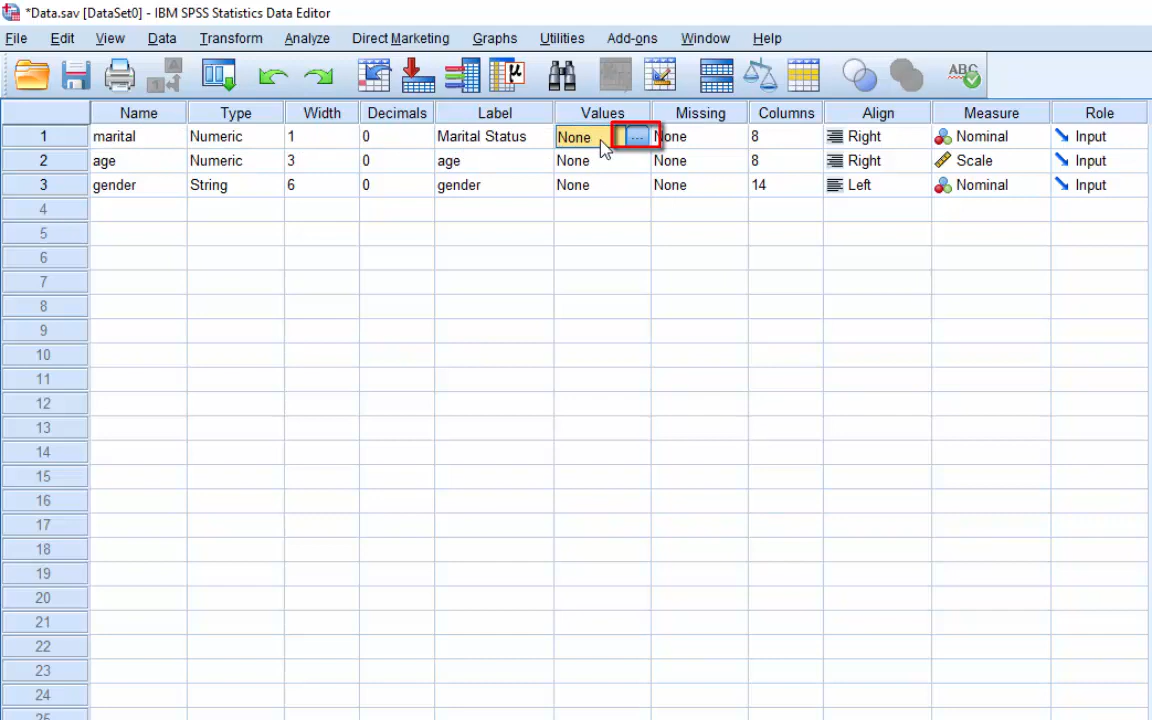 *Data.sav [DataSet0] - IBM SPSS Statistics Data Editor
File Edit View Data Transform Analyze Direct Marketing Graphs Utilities Add-ons Window Help
A
A
μ
ABC
Name Type Width Decimals Label Values Missing Columns Align Measure Role
1 marital Numeric 1 0 Marital Status None ... None 8 Right Nominal Input
2 age Numeric 3 0 age None None 8 Right Scale Input
3 gender String 6 0 gender None None 14 Left Nominal Input
4
5
6
7
8
9
10
11
12
13
14
15
16
17
18
19
20
21
22
23
24
25